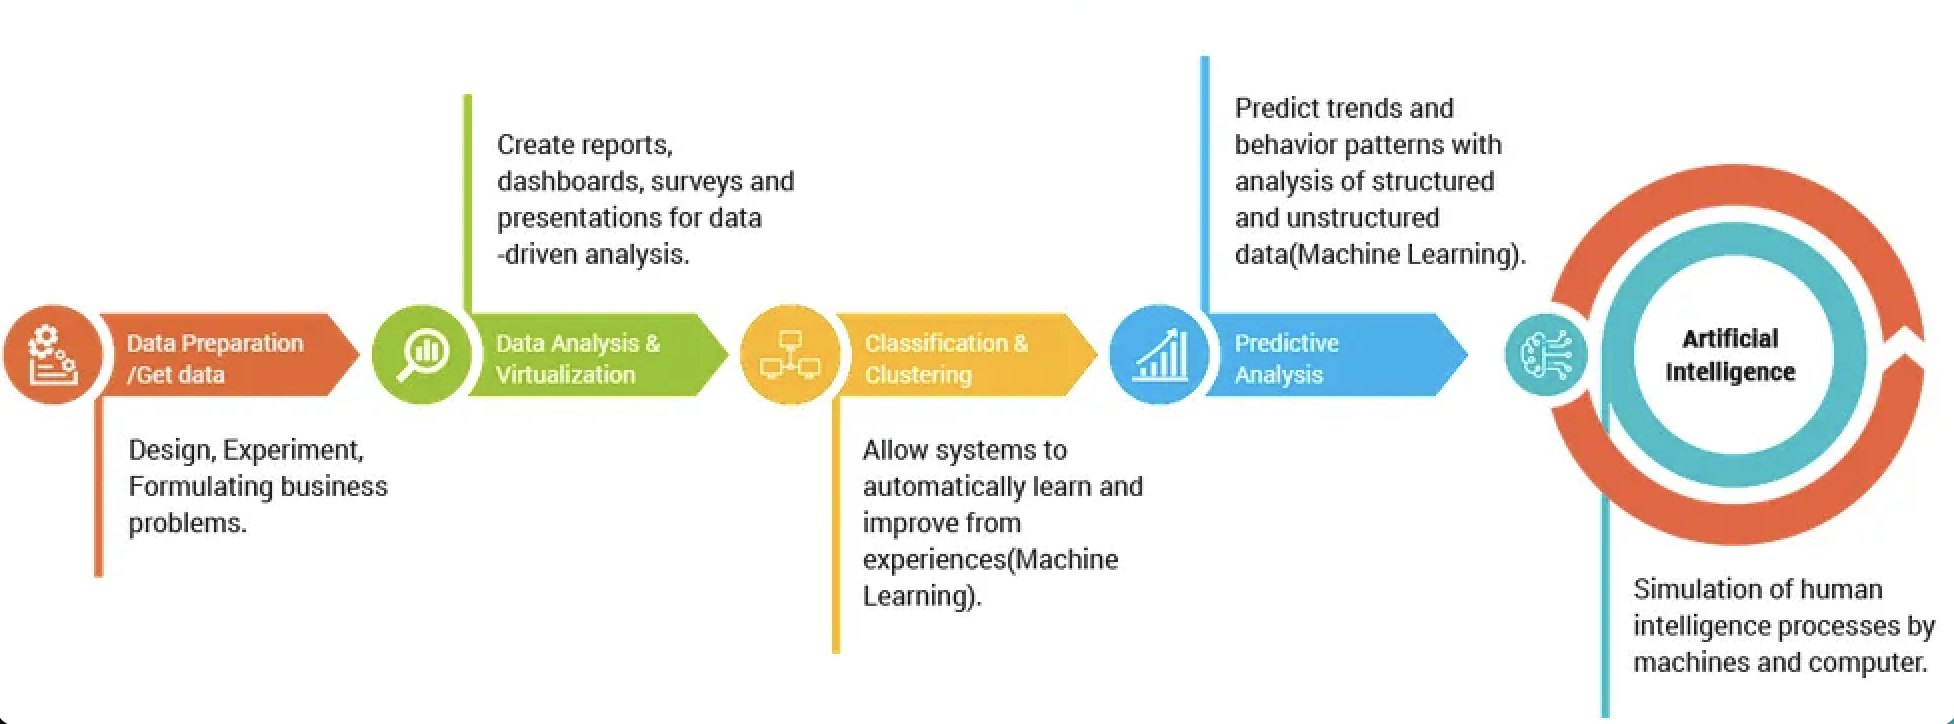 Data Preparation
/Get data
Design, Experiment,
Formulating business
problems.
Create reports,
dashboards, surveys and
presentations for data
-driven analysis.
Data Analysis &
Virtualization
Classification &
Clustering
Allow systems to
automatically learn and
improve from
experiences(Machine
Learning).
Predict trends and
behavior patterns with
analysis of structured
and unstructured
data(Machine Learning).
Predictive
Analysis
Artificial
Intelligence
Simulation of human
intelligence processes by
machines and computer.